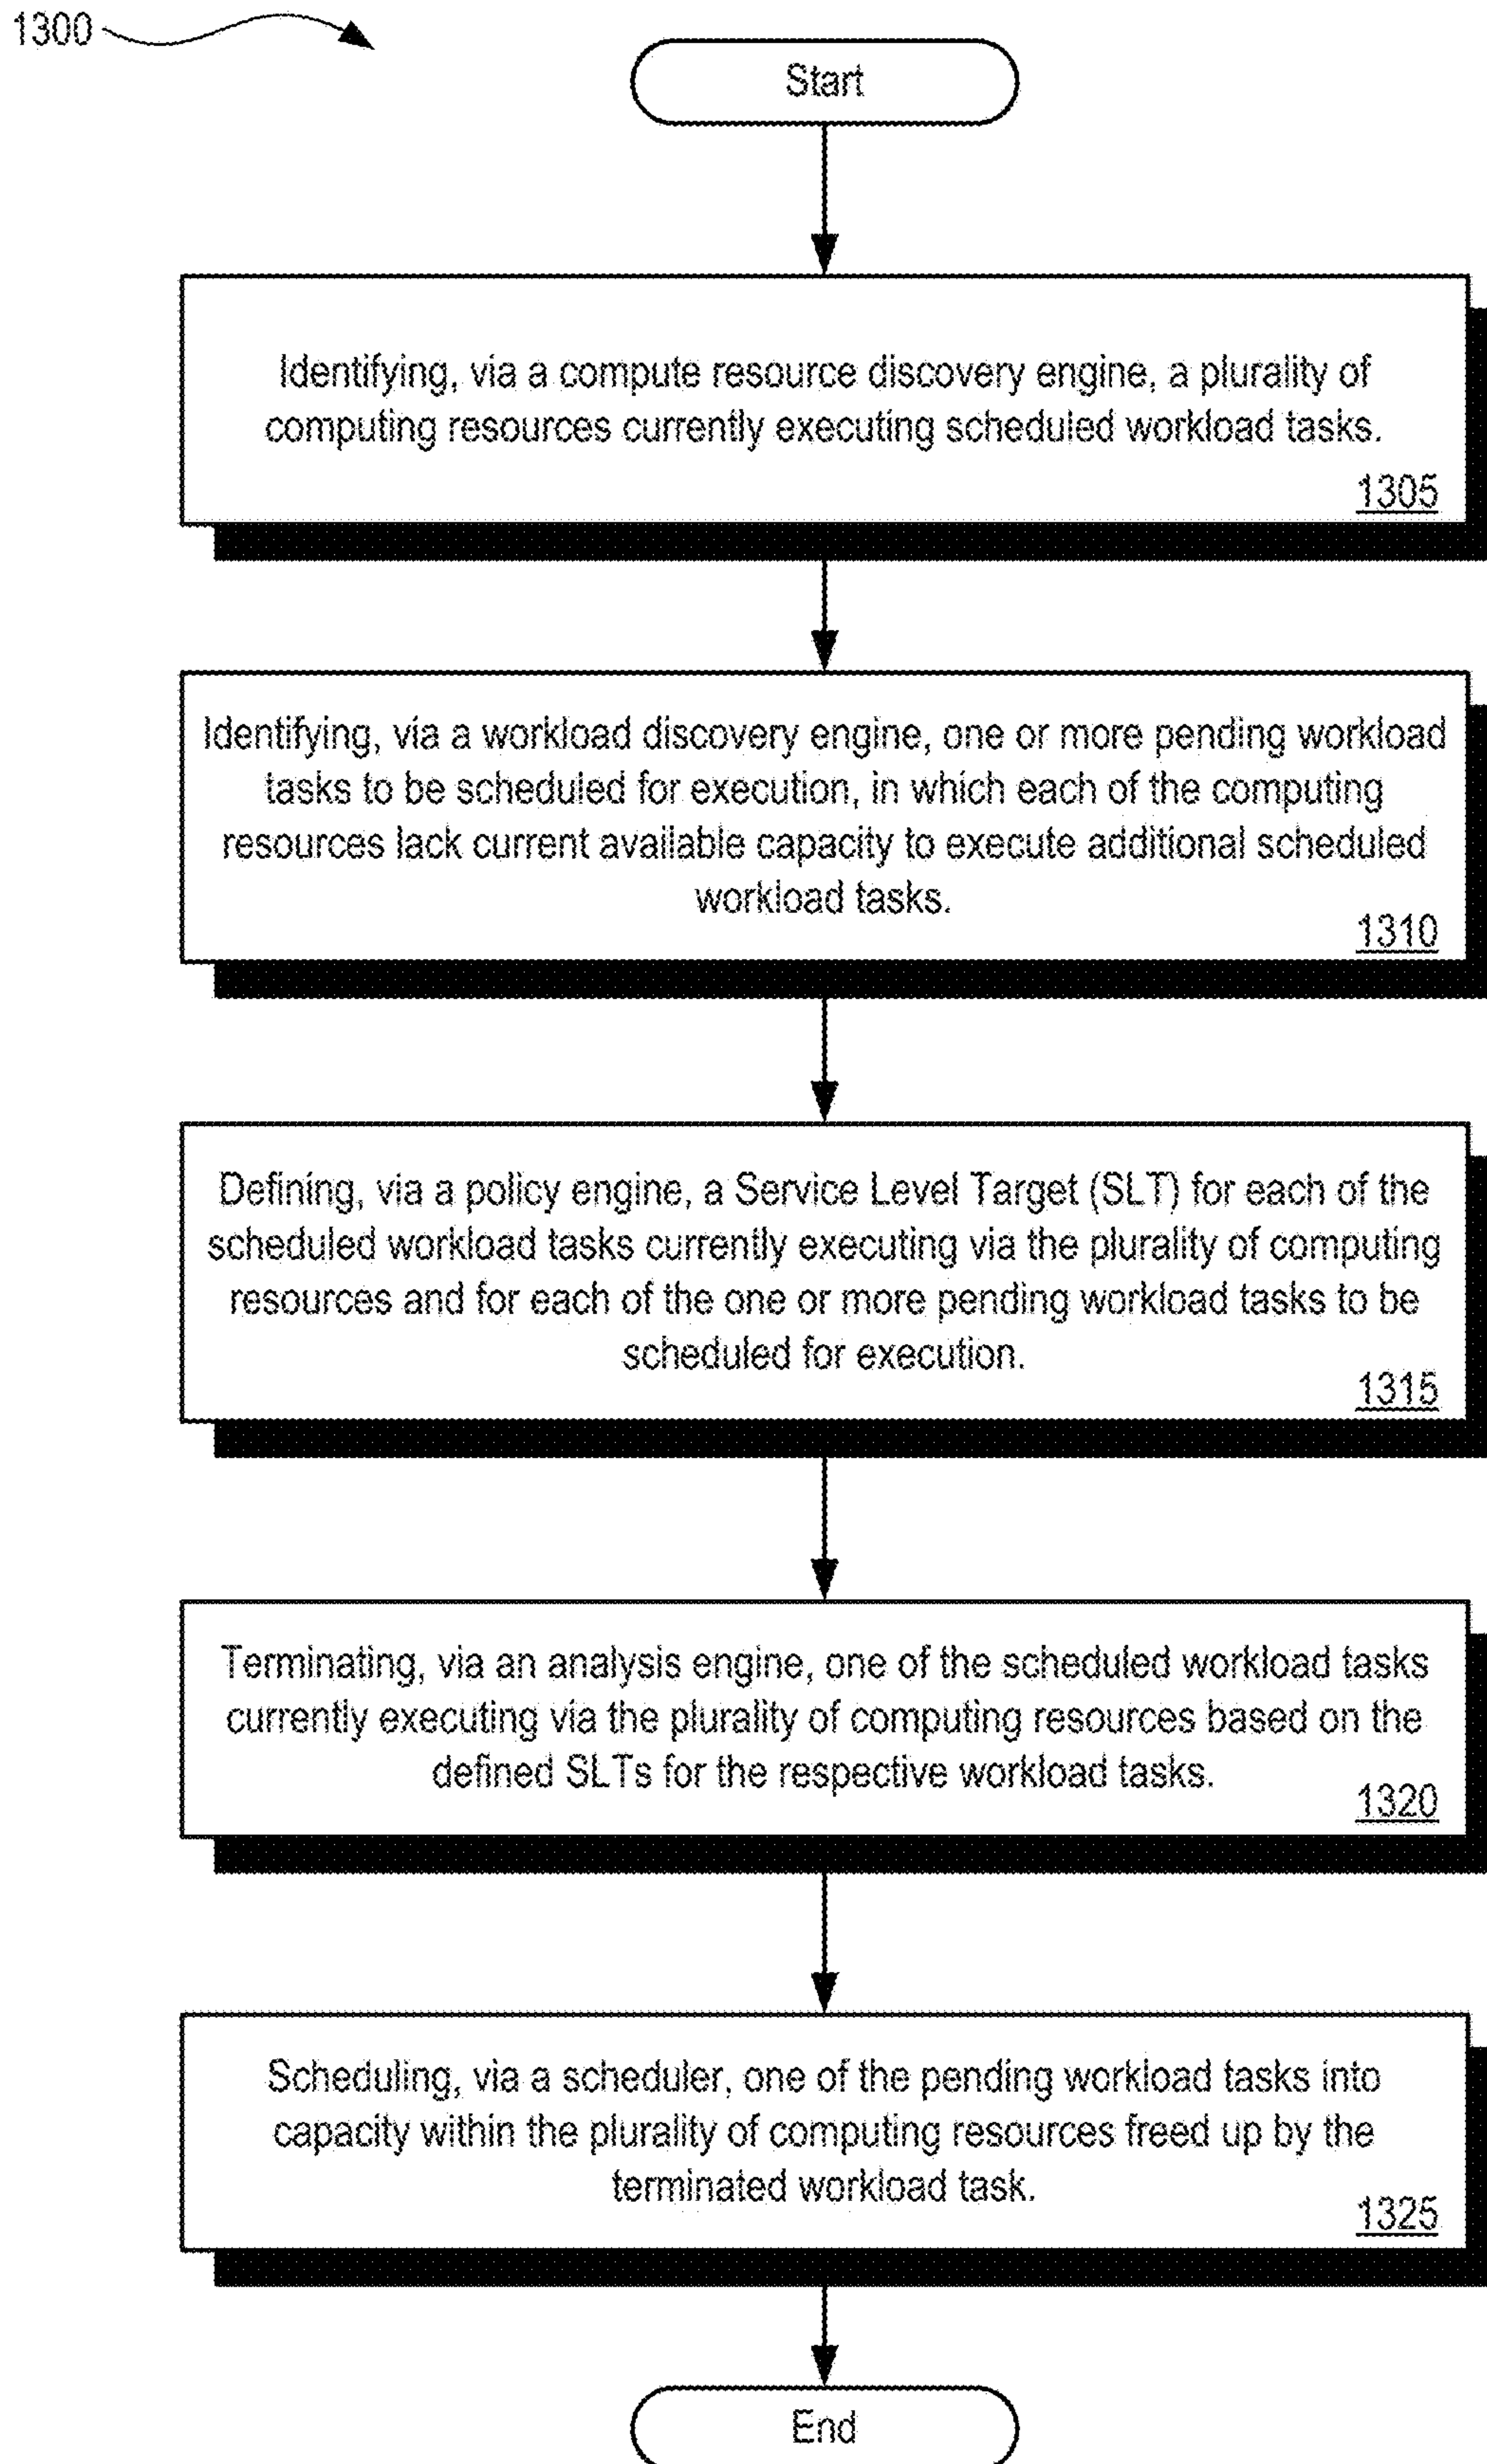 1300
Start
Identifying, via a compute resource discovery engine, a plurality of
computing resources currently executing scheduled workload tasks.
1305
Identifying, via a workload discovery engine, one or more pending workload
tasks to be scheduled for execution, in which each of the computing
resources lack current available capacity to execute additional scheduled
workload tasks.
1310
Defining, via a policy engine, a Service Level Target (SLT) for each of the
scheduled workload tasks currently executing via the plurality of computing
resources and for each of the one or more pending workload tasks to be
scheduled for execution.
1315
Terminating, via an analysis engine, one of the scheduled workload tasks
currently executing via the plurality of computing resources based on the
defined SLTs for the respective workload tasks.
1320
Scheduling, via a scheduler, one of the pending workload tasks into
capacity within the plurality of computing resources freed up by the
terminated workload task.
1325
End